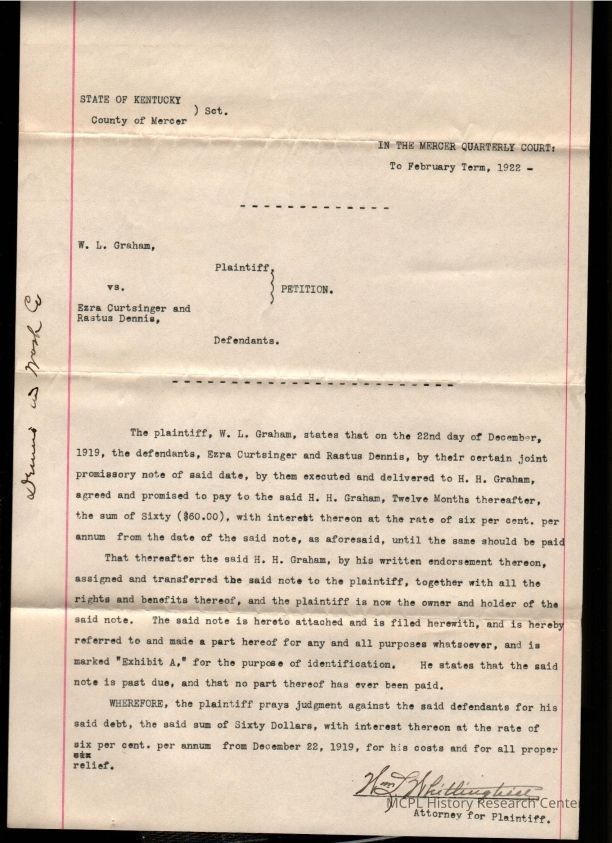 STATE OF KENTUCKY
) Sct.
County of Mercer
IN THE MERCER QUARTERLY COURT:
To February Term, 1922 -
W. L. Graham,
Plaintiff,
vs.
PETITION.
Ezra Curtsinger and
Rastus Dennis,
Defendants.
Dennis in Wash Co
The plaintiff, W. L. Graham, states that on the 22nd day of December,
1919, the defendants, Ezra Curtsinger and Rastus Dennis, by their certain joint
promissory note of said date, by them executed and delivered to H. H. Graham,
agreed and promised to pay to the said H. H. Graham, Twelve Months thereafter,
the sum of Sixty ($60.00), with interest thereon at the rate of six per cent. per
annum from the date of the said note, as aforesaid, until the same should be paid
That thereafter the said H. H. Graham, by his written endorsement thereon,
assigned and transferred the said note to the plaintiff, together with all the
rights and benefits thereof, and the plaintiff is now the owner and holder of the
said note. The said note is hereto attached and is filed herewith, and is hereby
referred to and made a part hereof for any and all purposes whatsoever, and is
marked "Exhibit A," for the purpose of identification. He states that the said
note is past due, and that no part thereof has ever been paid.
WHEREFORE, the plaintiff prays judgment against the said defendants for his
said debt, the said sum of Sixty Dollars, with interest thereon at the rate of
six per cent. per annum from December 22, 1919, for his costs and for all proper
six
relief.
Wm L Whittinghill
MCPL History Research Center
Attorney for Plaintiff.